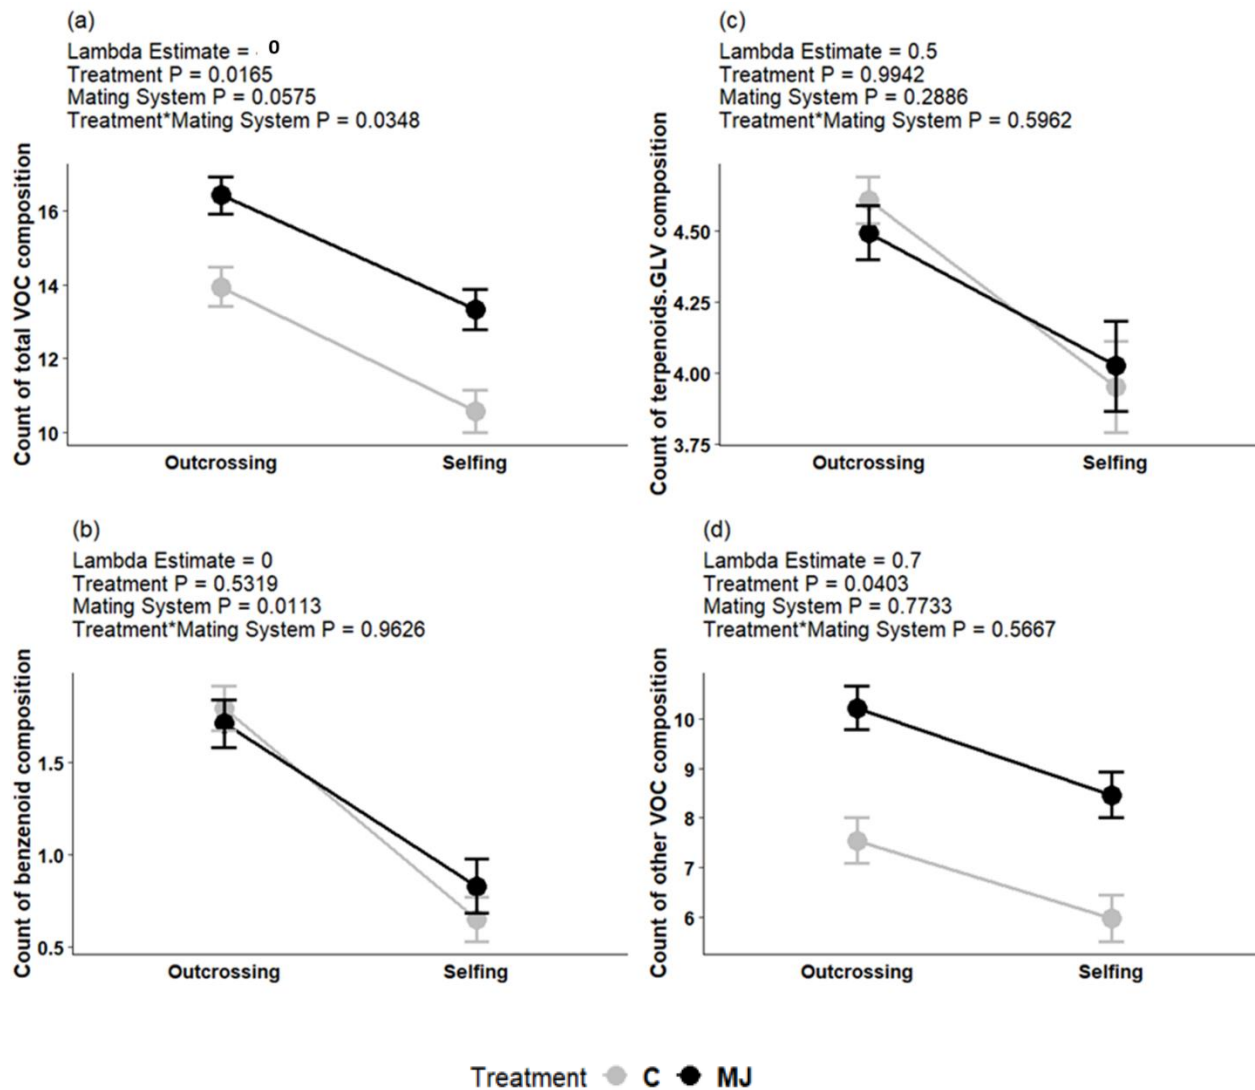 (a)
Lambda Estimate = 0
Treatment P = 0.0165
Mating System P = 0.0575
Treatment*Mating System P = 0.0348
Count of total VOC composition
16
14
12
10
Outcrossing Selfing
(c)
Lambda Estimate = 0.5
Treatment P = 0.9942
Mating System P = 0.2886
Treatment*Mating System P = 0.5962
Count of terpenoids.GLV composition
4.50
4.25
4.00
3.75
Outcrossing Selfing
(b)
Lambda Estimate = 0
Treatment P = 0.5319
Mating System P = 0.0113
Treatment*Mating System P = 0.9626
Count of benzenoid composition
1.5
1.0
0.5
Outcrossing Selfing
(d)
Lambda Estimate = 0.7
Treatment P = 0.0403
Mating System P = 0.7733
Treatment*Mating System P = 0.5667
Count of other VOC composition
10
9
8
7
6
Outcrossing Selfing
Treatment C MJ